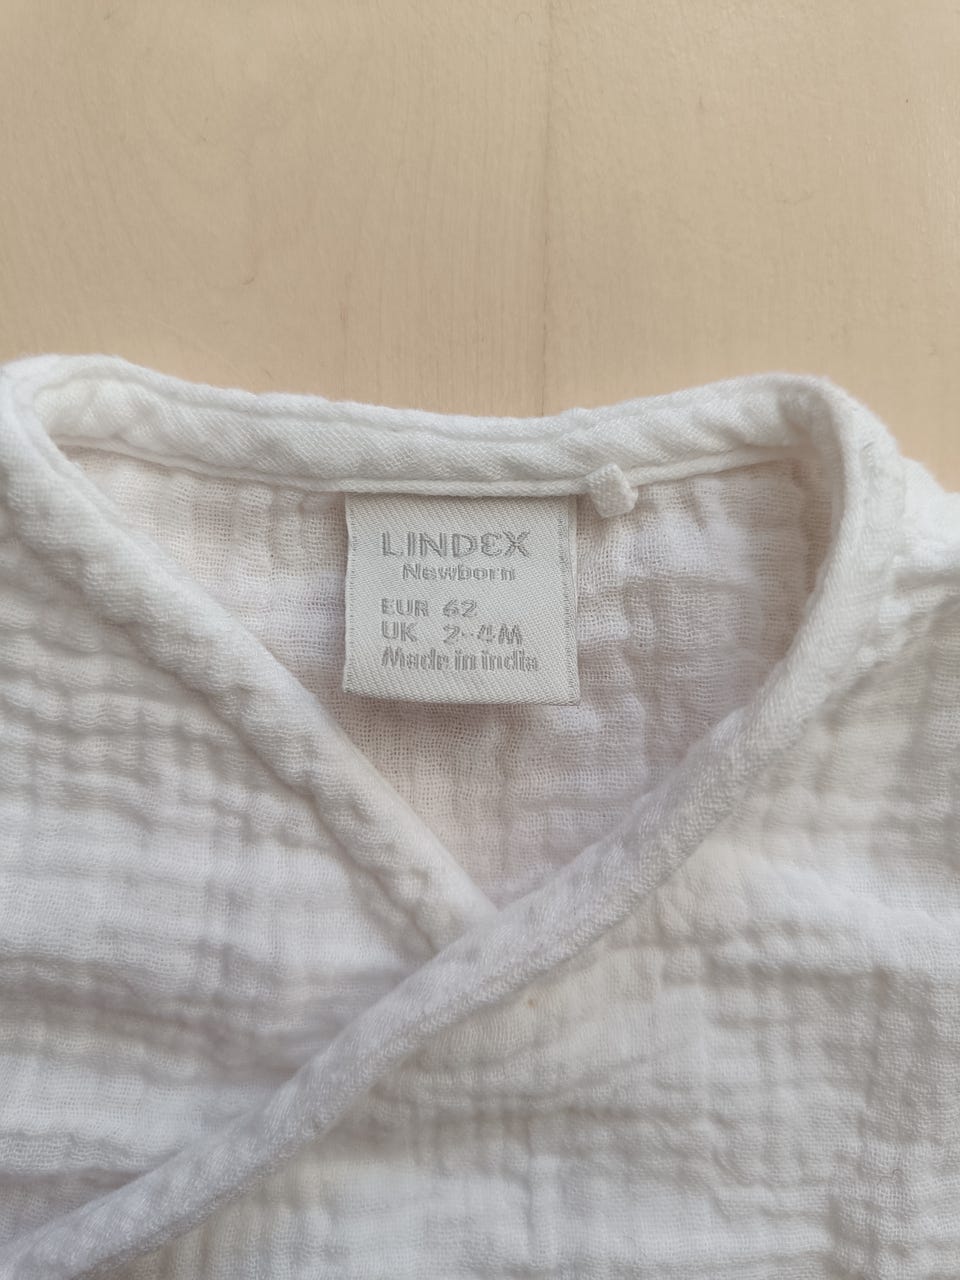 LINDEX
Newborn
EUR 62
UK 2-4M
Made in india